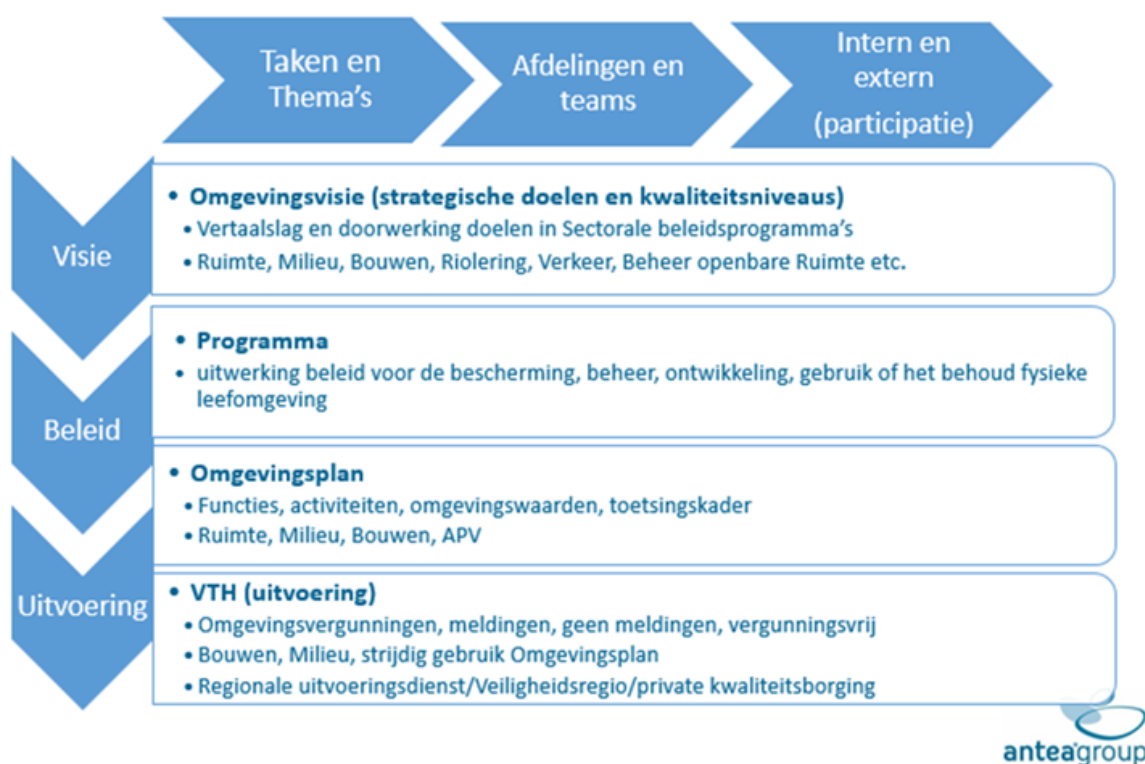 Taken en
Thema's
Afdelingen en
teams
Intern en
extern
(participatie)
Visie
• Omgevingsvisie (strategische doelen en kwaliteitsniveaus)
• Vertaalslag en doorwerking doelen in Sectorale beleidsprogramma's
• Ruimte, Milieu, Bouwen, Riolering, Verkeer, Beheer openbare Ruimte etc.
Beleid
• Programma
• uitwerking beleid voor de bescherming, beheer, ontwikkeling, gebruik of het behoud fysieke
leefomgeving
• Omgevingsplan
• Functies, activiteiten, omgevingswaarden, toetsingskader
• Ruimte, Milieu, Bouwen, APV
Uitvoering
• VTH (uitvoering)
• Omgevingsvergunningen, meldingen, geen meldingen, vergunningsvrij
• Bouwen, Milieu, strijdig gebruik Omgevingsplan
• Regionale uitvoeringsdienst/Veiligheidsregio/private kwaliteitsborging
anteagroup